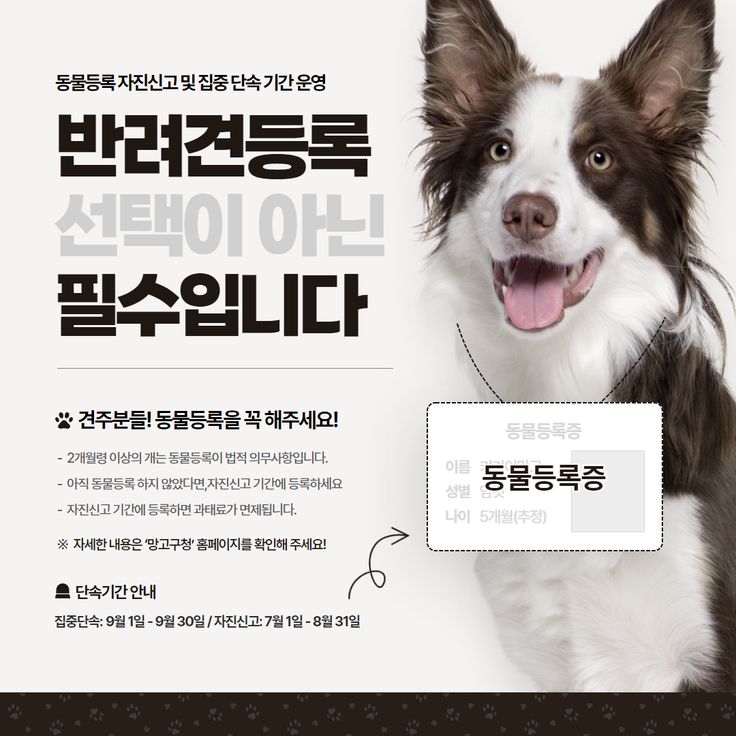 동물등록 자진신고 및 집중 단속 기간 운영
반려견등록
선택이 아닌
필수입니다
견주분들! 동물등록을 꼭 해주세요!
- 2개월령 이상의 개는 동물등록이 법적 의무사항입니다.
- 아직 동물등록 하지 않았다면,자진신고 기간에 등록하세요
- 자진신고 기간에 등록하면 과태료가 면제됩니다.
※ 자세한 내용은 '망고구청' 홈페이지를 확인해 주세요!
단속기간 안내
집중단속: 9월 1일 - 9월 30일 / 자진신고: 7월 1일 - 8월 31일
동물등록증
이름
동물등록증
성별
나이 5개월(추정)